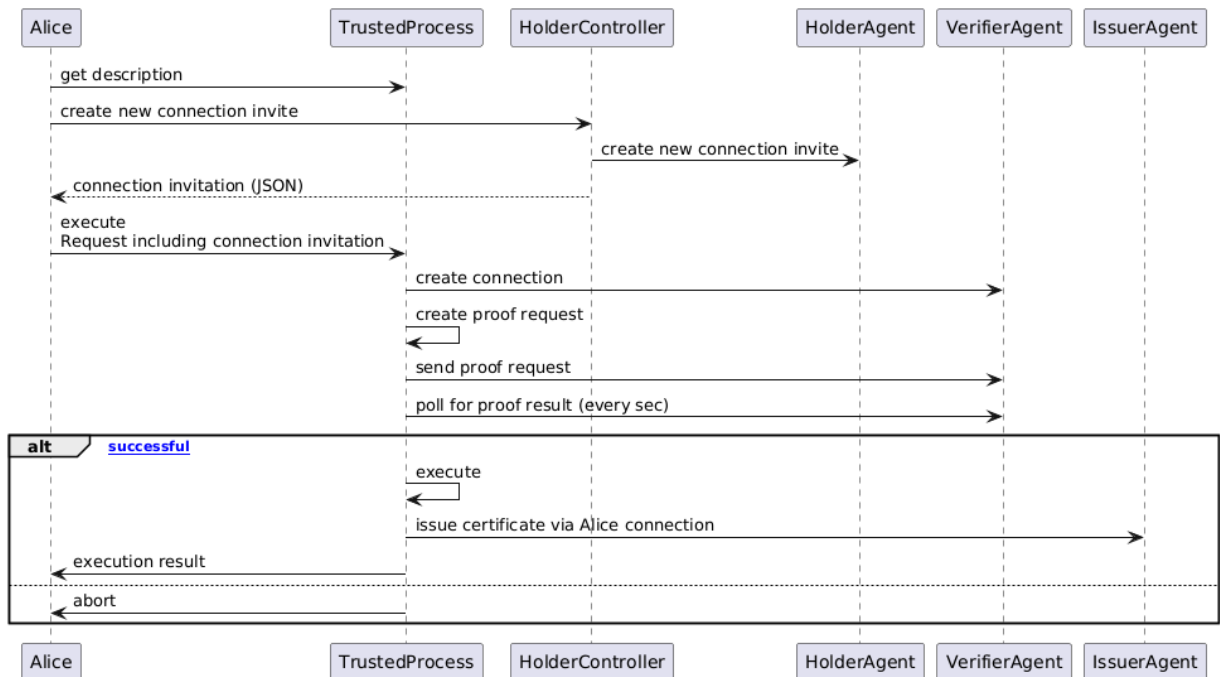 Alice TrustedProcess HolderController HolderAgent VerifierAgent IssuerAgent
get description
create new connection invite
create new connection invite
connection invitation (JSON)
execute
Request including connection invitation
create connection
create proof request
send proof request
poll for proof result (every sec)
alt successful
execute
issue certificate via Alice connection
execution result
abort
Alice TrustedProcess HolderController HolderAgent VerifierAgent IssuerAgent